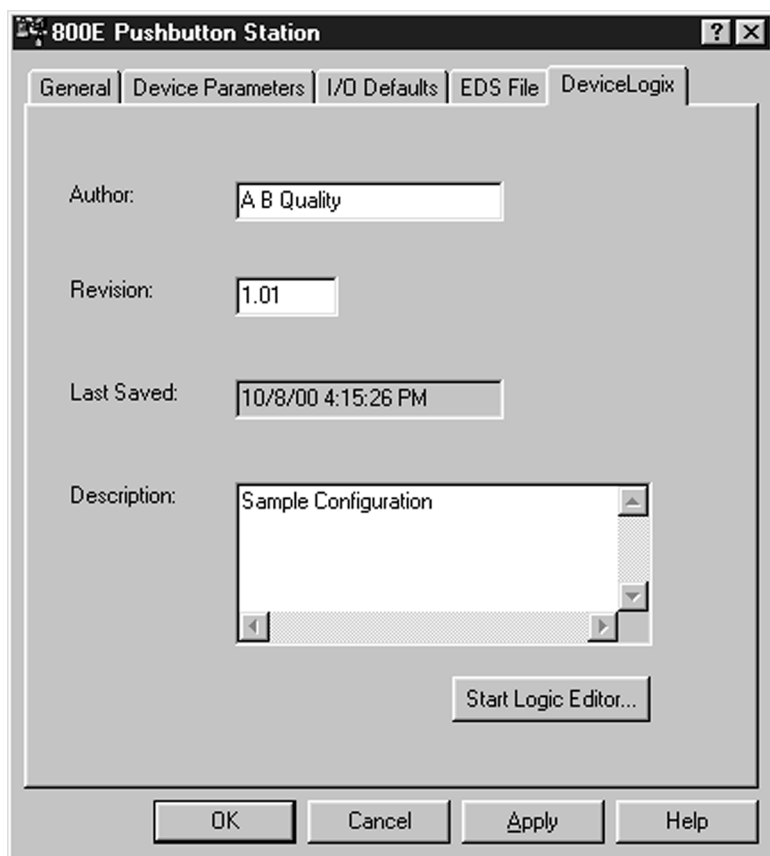 800E Pushbutton Station
General Device Parameters I/O Defaults EDS File DeviceLogix
Author: A B Quality
Revision: 1.01
Last Saved: 10/8/00 4:15:26 PM
Description: Sample Configuration
Start Logic Editor...
OK Cancel Apply Help